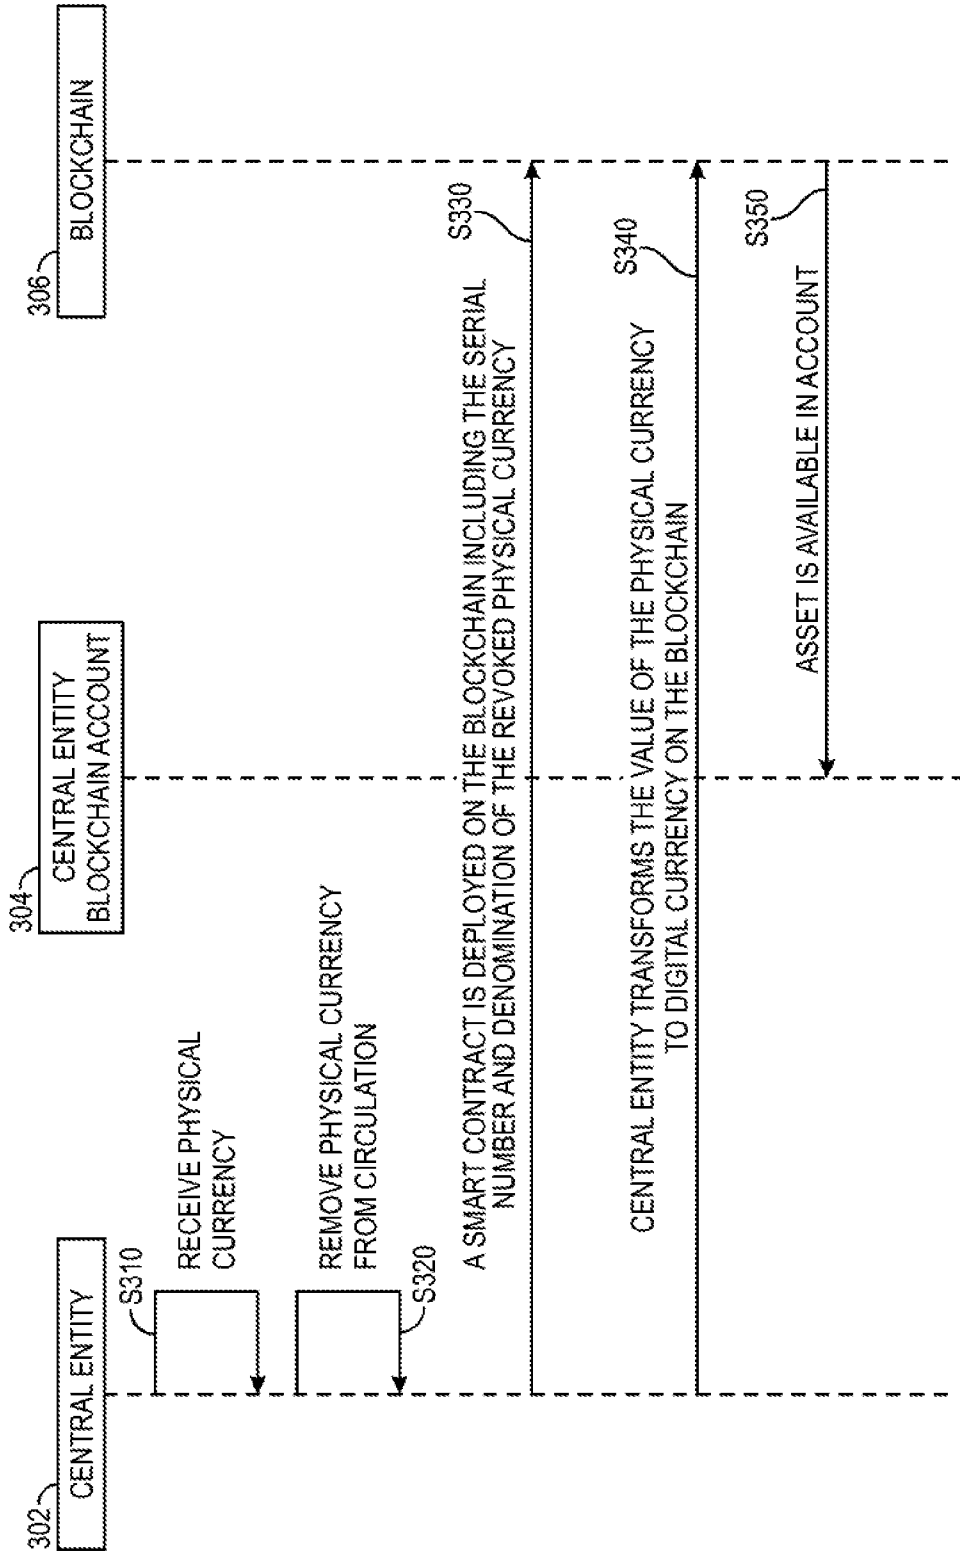 302
CENTRAL ENTITY
304
CENTRAL ENTITY
BLOCKCHAIN ACCOUNT
306
BLOCKCHAIN
S310
RECEIVE PHYSICAL
CURRENCY
REMOVE PHYSICAL CURRENCY
FROM CIRCULATION
S320
A SMART CONTRACT IS DEPLOYED ON THE BLOCKCHAIN INCLUDING THE SERIAL
NUMBER AND DENOMINATION OF THE REVOKED PHYSICAL CURRENCY
S330
CENTRAL ENTITY TRANSFORMS THE VALUE OF THE PHYSICAL CURRENCY
TO DIGITAL CURRENCY ON THE BLOCKCHAIN
S340
ASSET IS AVAILABLE IN ACCOUNT
S350